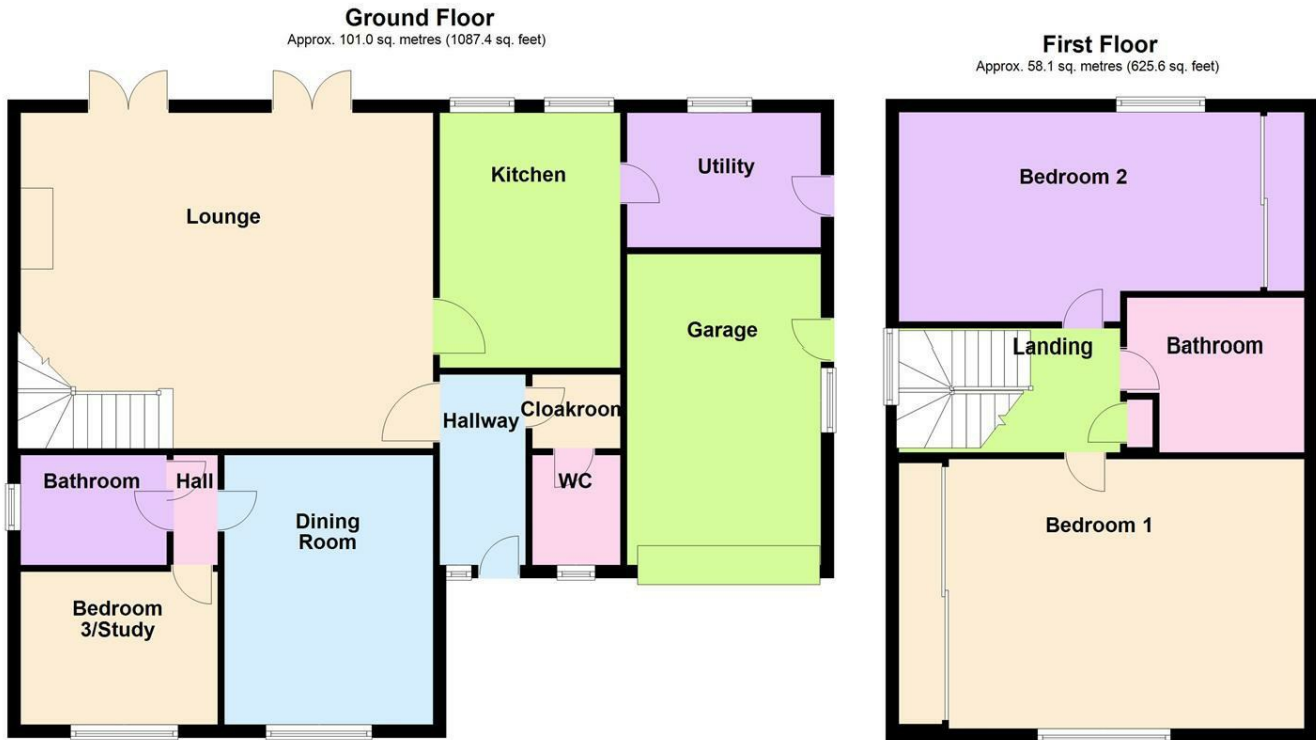 Ground Floor
Approx. 101.0 sq. metres (1087.4 sq. feet)
Lounge
Kitchen
Utility
Garage
Hallway
Cloakroom
WC
Bathroom
Hall
Dining
Room
Bedroom
3/Study
First Floor
Approx. 58.1 sq. metres (625.6 sq. feet)
Bedroom 2
Landing
Bathroom
Bedroom 1